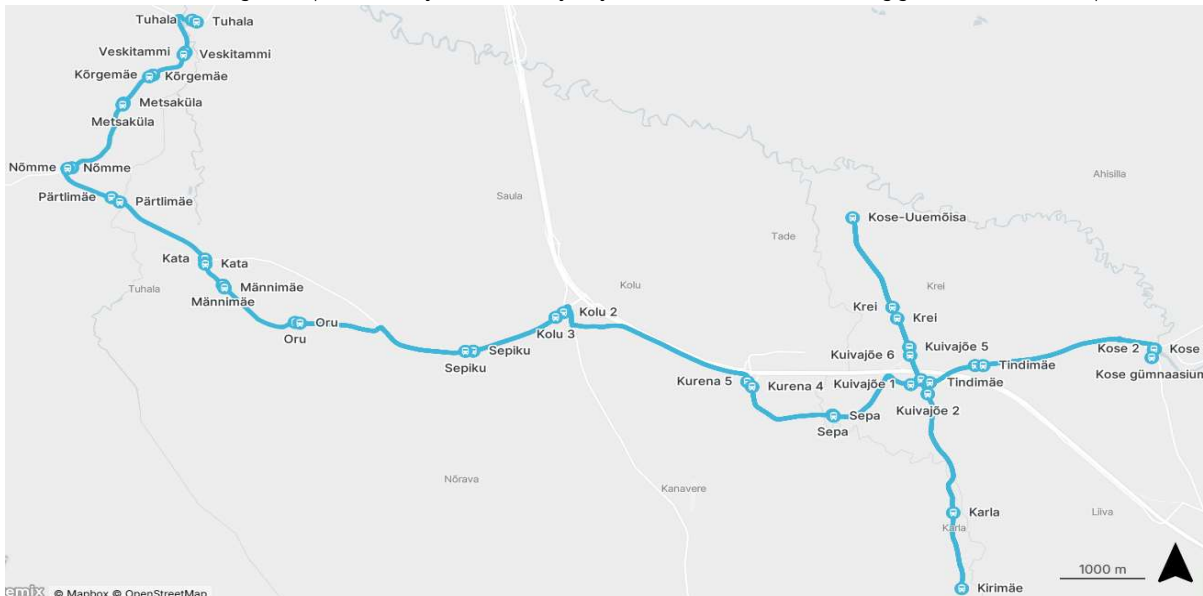 Tuhala
Tuhala
Veskitammi
Veskitammi
Kõrgemäe
Kõrgemäe
Metsaküla
Metsaküla
Nõmme
Nõmme
Pärtlimäe
Pärtlimäe
Ahisilla
Saula
Kose-Uuemõisa
Tade
Kata
Kata
Tuhala
Männimäe
Männimäe
Kolu
Krei
Krei
Krei
Kolu 2
Kolu 3
Oru
Oru
Sepiku
Sepiku
Kuivajõe 5
Kuivajõe 6
Kose 2
Kose
Kose gümnaasium
Tindimäe
Tindimäe
Kurena 5
Kurena 4
Kuivajõe 1
Kuivajõe 2
Sepa
Sepa
Nõrava
Kanavere
Karla
Karla
Liiva
Kirimäe
1000 m
© Mapbox © OpenStreetMap